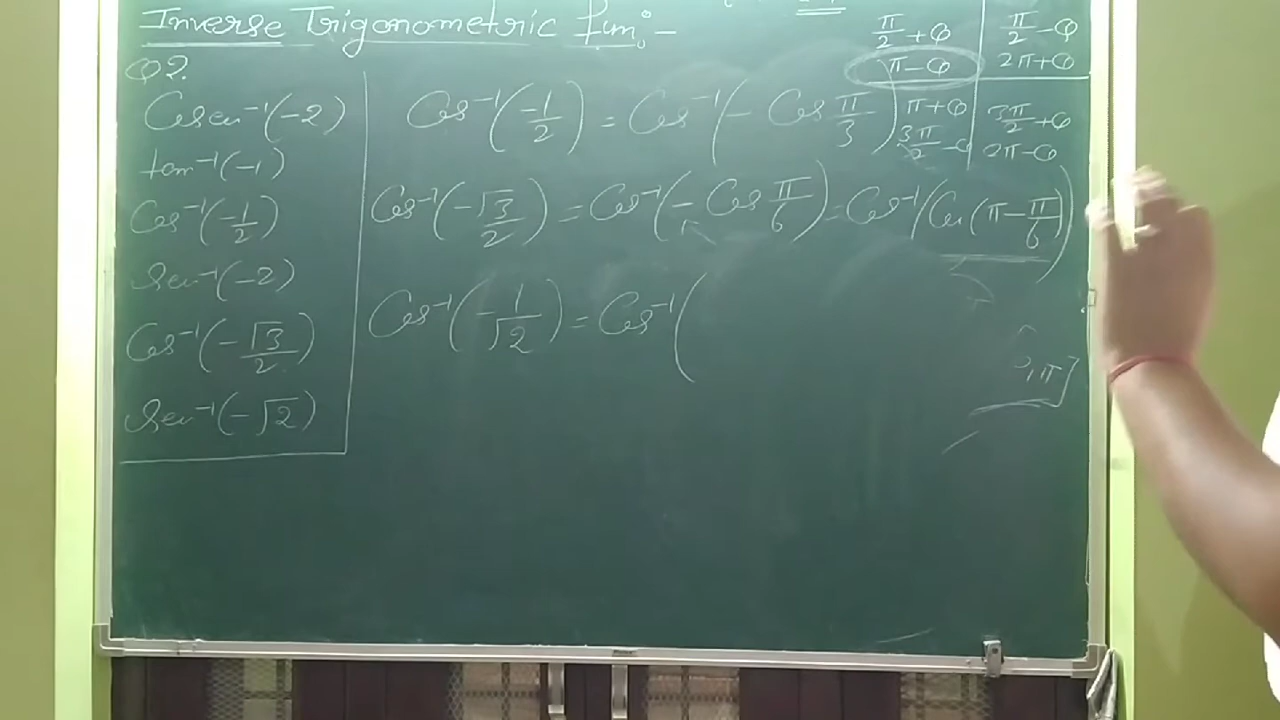 Inverse Trigonometric fun: -
Q2.
Cosec⁻¹(-2)
tan⁻¹(-1)
Cos⁻¹(-1/2)
Sec⁻¹(-2)
Cos⁻¹(-√3/2)
Sec⁻¹(-√2)
Cos⁻¹(-1/2) = Cos⁻¹(- Cos π/3)
Cos⁻¹(-√3/2) = Cos⁻¹(- Cos π/6) = Cos⁻¹(Cos(π - π/6))
Cos⁻¹(-1/√2) = Cos⁻¹(
π/2 + θ
π - θ
π/2 - θ
2π + θ
π + θ
3π/2 - θ
3π/2 + θ
2π - θ
, π]